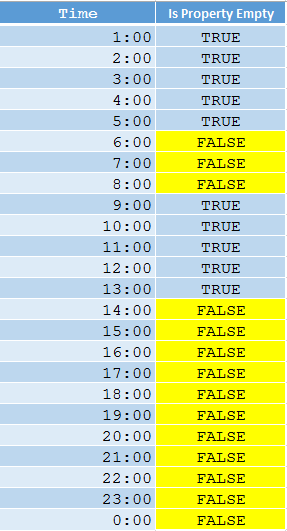 Time Is Property Empty
1:00 TRUE
2:00 TRUE
3:00 TRUE
4:00 TRUE
5:00 TRUE
6:00 FALSE
7:00 FALSE
8:00 FALSE
9:00 TRUE
10:00 TRUE
11:00 TRUE
12:00 TRUE
13:00 TRUE
14:00 FALSE
15:00 FALSE
16:00 FALSE
17:00 FALSE
18:00 FALSE
19:00 FALSE
20:00 FALSE
21:00 FALSE
22:00 FALSE
23:00 FALSE
0:00 FALSE